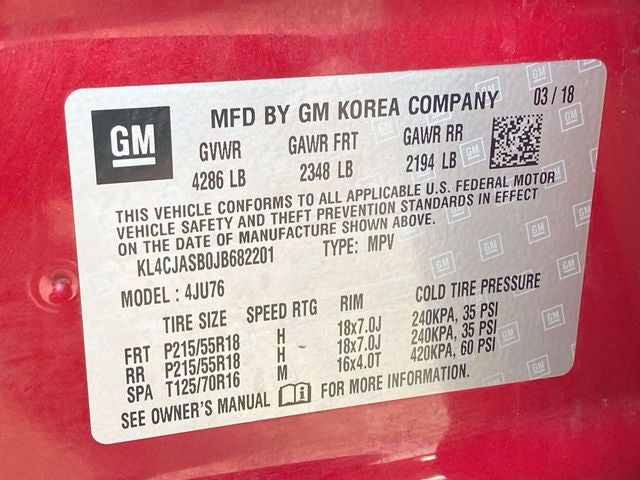 GM
MFD BY GM KOREA COMPANY 03 / 18
GVWR GAWR FRT GAWR RR
4286 LB 2348 LB 2194 LB
THIS VEHICLE CONFORMS TO ALL APPLICABLE U.S. FEDERAL MOTOR
VEHICLE SAFETY AND THEFT PREVENTION STANDARDS IN EFFECT
ON THE DATE OF MANUFACTURE SHOWN ABOVE.
KL4CJASB0JB682201 TYPE: MPV
MODEL : 4JU76
TIRE SIZE SPEED RTG RIM COLD TIRE PRESSURE
FRT P215/55R18 H 18x7.0J 240KPA, 35 PSI
RR P215/55R18 H 18x7.0J 240KPA, 35 PSI
SPA T125/70R16 M 16x4.0T 420KPA, 60 PSI
SEE OWNER'S MANUAL FOR MORE INFORMATION.